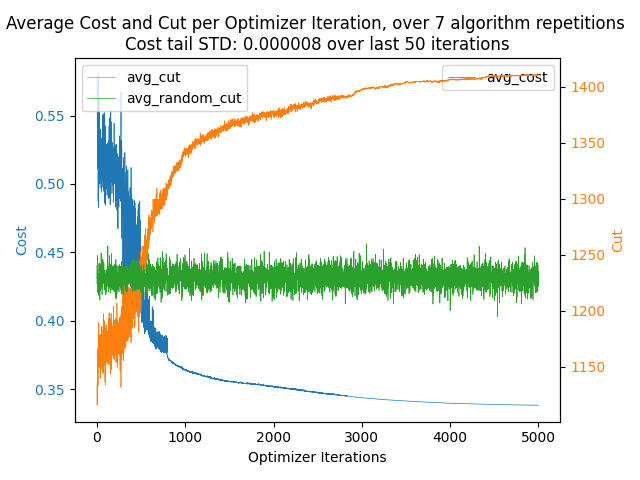 Average Cost and Cut per Optimizer Iteration, over 7 algorithm repetitions
Cost tail STD: 0.000008 over last 50 iterations
avg_cut
avg_random_cut
avg_cost
0.55
0.50
0.45
0.40
0.35
Cost
1400
1350
1300
1250
1200
1150
Cut
0
1000
2000
3000
4000
5000
Optimizer Iterations